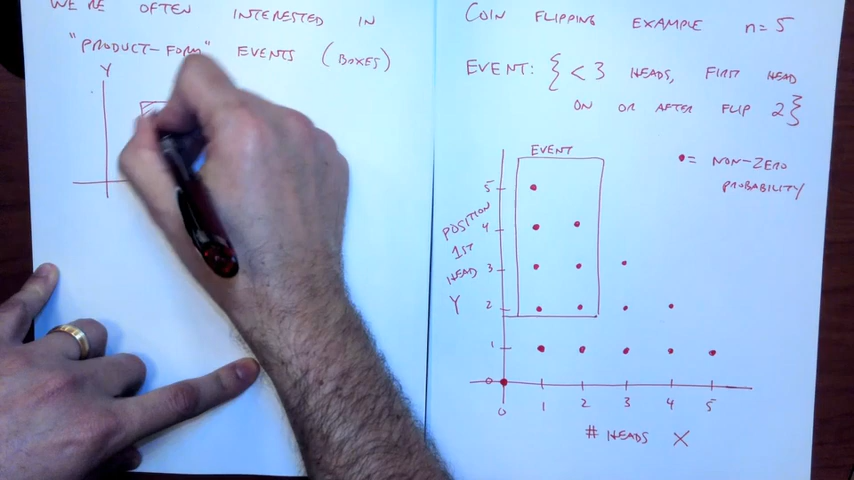 WE'RE OFTEN INTERESTED IN
"PRODUCT-FORM" EVENTS (BOXES)
Y
COIN FLIPPING EXAMPLE n=5
EVENT: { <3 HEADS, FIRST HEAD
ON OR AFTER FLIP 2}
EVENT
•= NON-ZERO
PROBABILITY
5
4
3
2
1
0
POSITION
1ST
HEAD
Y
0 1 2 3 4 5
# HEADS X